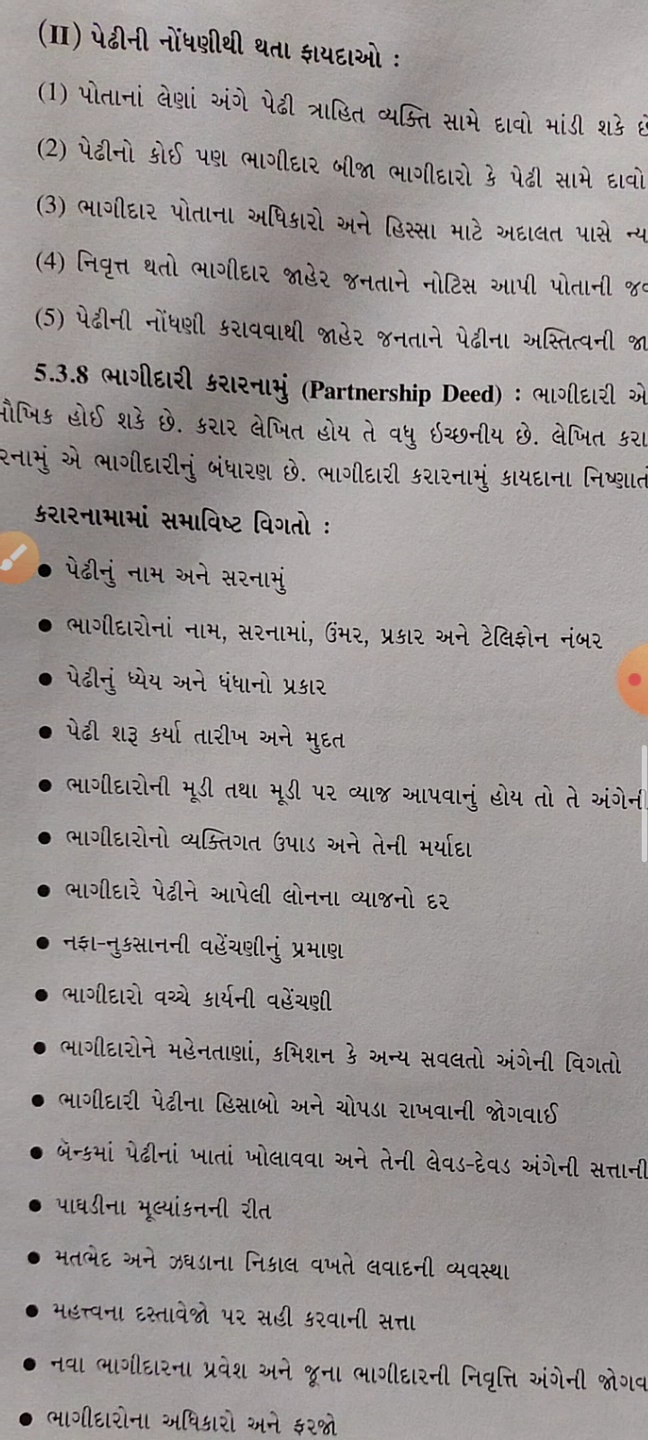 (II) પેઢીની નોંધણીથી થતા ફાયદાઓ :
(1) પોતાનાં લેણાં અંગે પેઢી ત્રાહિત વ્યક્તિ સામે દાવો માંડી શકે છે
(2) પેઢીનો કોઈ પણ ભાગીદાર બીજા ભાગીદારો કે પેઢી સામે દાવો
(3) ભાગીદાર પોતાના અધિકારો અને હિસ્સા માટે અદાલત પાસે ન્ય
(4) નિવૃત્ત થતો ભાગીદાર જાહેર જનતાને નોટિસ આપી પોતાની
(5) પેઢીની નોંધણી કરાવવાથી જાહેર જનતાને પેઢીના અસ્તિત્વની જા
5.3.8 ભાગીદારી કરારનામું (Partnership Deed) : ભાગીદારી એ
મૌખિક હોઈ શકે છે. કરાર લેખિત હોય તે વધુ ઇચ્છનીય છે. લેખિત કરા
રનામું એ ભાગીદારીનું બંધારણ છે. ભાગીદારી કરારનામું કાયદાના નિષ્ણાત
કરારનામામાં સમાવિષ્ટ વિગતો :
● પેઢીનું નામ અને સરનામું
● ભાગીદારોનાં નામ, સરનામાં, ઉંમર, પ્રકાર અને ટેલિફોન નંબર
● પેઢીનું ધ્યેય અને ધંધાનો પ્રકાર
● પેઢી શરૂ કર્યા તારીખ અને મુદત
● ભાગીદારોની મૂડી તથા મૂડી પર વ્યાજ આપવાનું હોય તો તે અંગેની
● ભાગીદારોનો વ્યક્તિગત ઉપાડ અને તેની મર્યાદા
● ભાગીદારે પેઢીને આપેલી લોનના વ્યાજનો દર
● નફા-નુકસાનની વહેંચણીનું પ્રમાણ
● ભાગીદારો વચ્ચે કાર્યની વહેંચણી
● ભાગીદારોને મહેનતાણાં, કમિશન કે અન્ય સવલતો અંગેની વિગતો
● ભાગીદારી પેઢીના હિસાબો અને ચોપડા રાખવાની જોગવાઈ
● બૅન્કમાં પેઢીનાં ખાતાં ખોલાવવા અને તેની લેવડ-દેવડ અંગેની સત્તાની
● પાઘડીના મૂલ્યાંકનની રીત
● મતભેદ અને ઝઘડાના નિકાલ વખતે લવાદની વ્યવસ્થા
● મહત્ત્વના દસ્તાવેજો પર સહી કરવાની સત્તા
● નવા ભાગીદારના પ્રવેશ અને જૂના ભાગીદારની નિવૃત્તિ અંગેની જોગવ
● ભાગીદારોના અધિકારો અને ફરજો